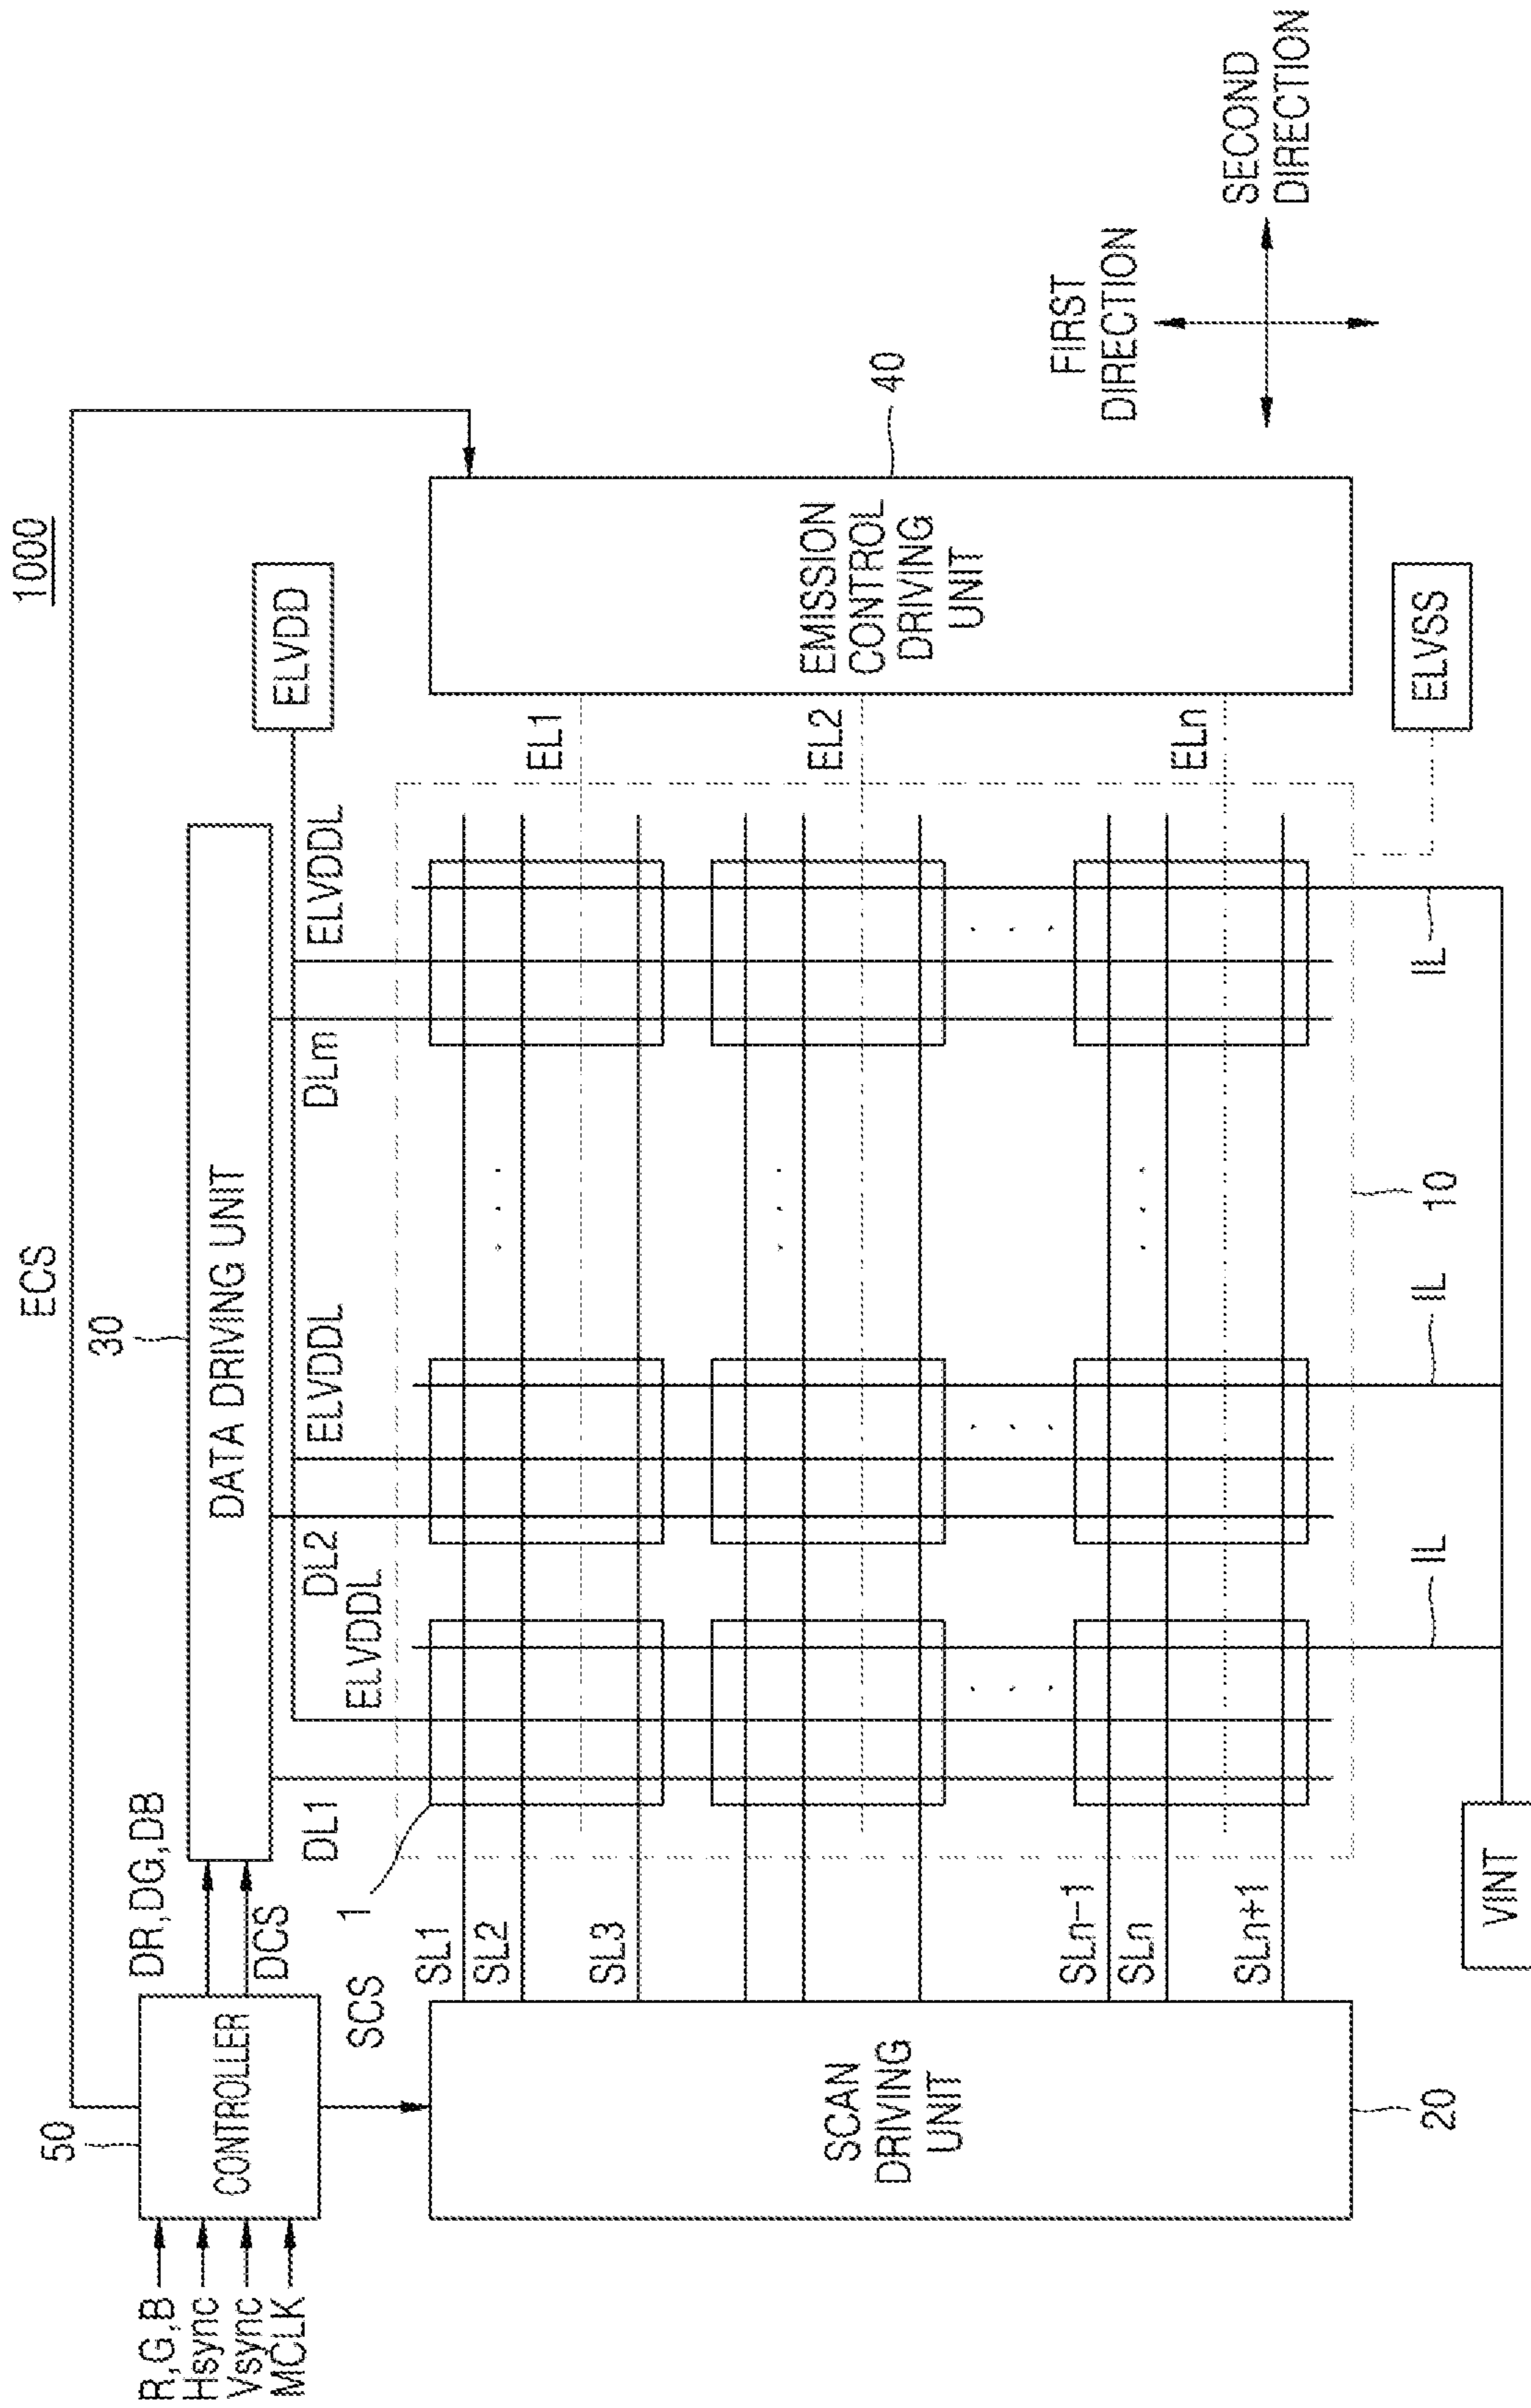 1000
ECS
30
50
R,G,B
Hsync
Vsync
MCLK
CONTROLLER
DR,DG,DB
DCS
DATA DRIVING UNIT
ELVDD
SCS
1
DL1
ELVDDL
DL2
ELVDDL
DLm
ELVDDL
SL1
SL2
SL3
SLn-1
SLn
SLn+1
EL1
EL2
ELn
SCAN
DRIVING
UNIT
20
EMISSION
CONTROL
DRIVING
UNIT
40
FIRST
DIRECTION
SECOND
DIRECTION
IL
IL
10
IL
ELVSS
VINT